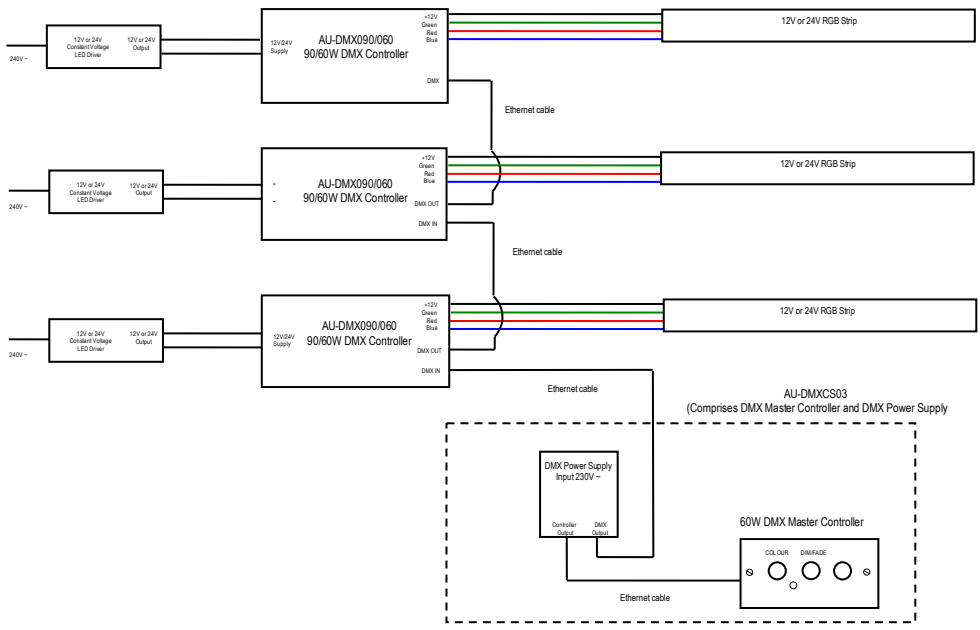 12V or 24V
Constant Voltage
LED Driver
12V or 24V
Output
240V ~
12V/24V
Supply
AU-DMX090/060
90/60W DMX Controller
+12V
Green
Red
Blue
DMX
12V or 24V RGB Strip
Ethernet cable
12V or 24V
Constant Voltage
LED Driver
12V or 24V
Output
240V ~
AU-DMX090/060
90/60W DMX Controller
+12V
Green
Red
Blue
DMX OUT
DMX IN
12V or 24V RGB Strip
Ethernet cable
12V or 24V
Constant Voltage
LED Driver
12V or 24V
Output
240V ~
12V/24V
Supply
AU-DMX090/060
90/60W DMX Controller
+12V
Green
Red
Blue
DMX OUT
DMX IN
12V or 24V RGB Strip
Ethernet cable
AU-DMXCS03
(Comprises DMX Master Controller and DMX Power Supply
DMX Power Supply
Input 230V ~
Controller
Output
DMX
Output
60W DMX Master Controller
COLOUR
DIM/FADE
Ethernet cable